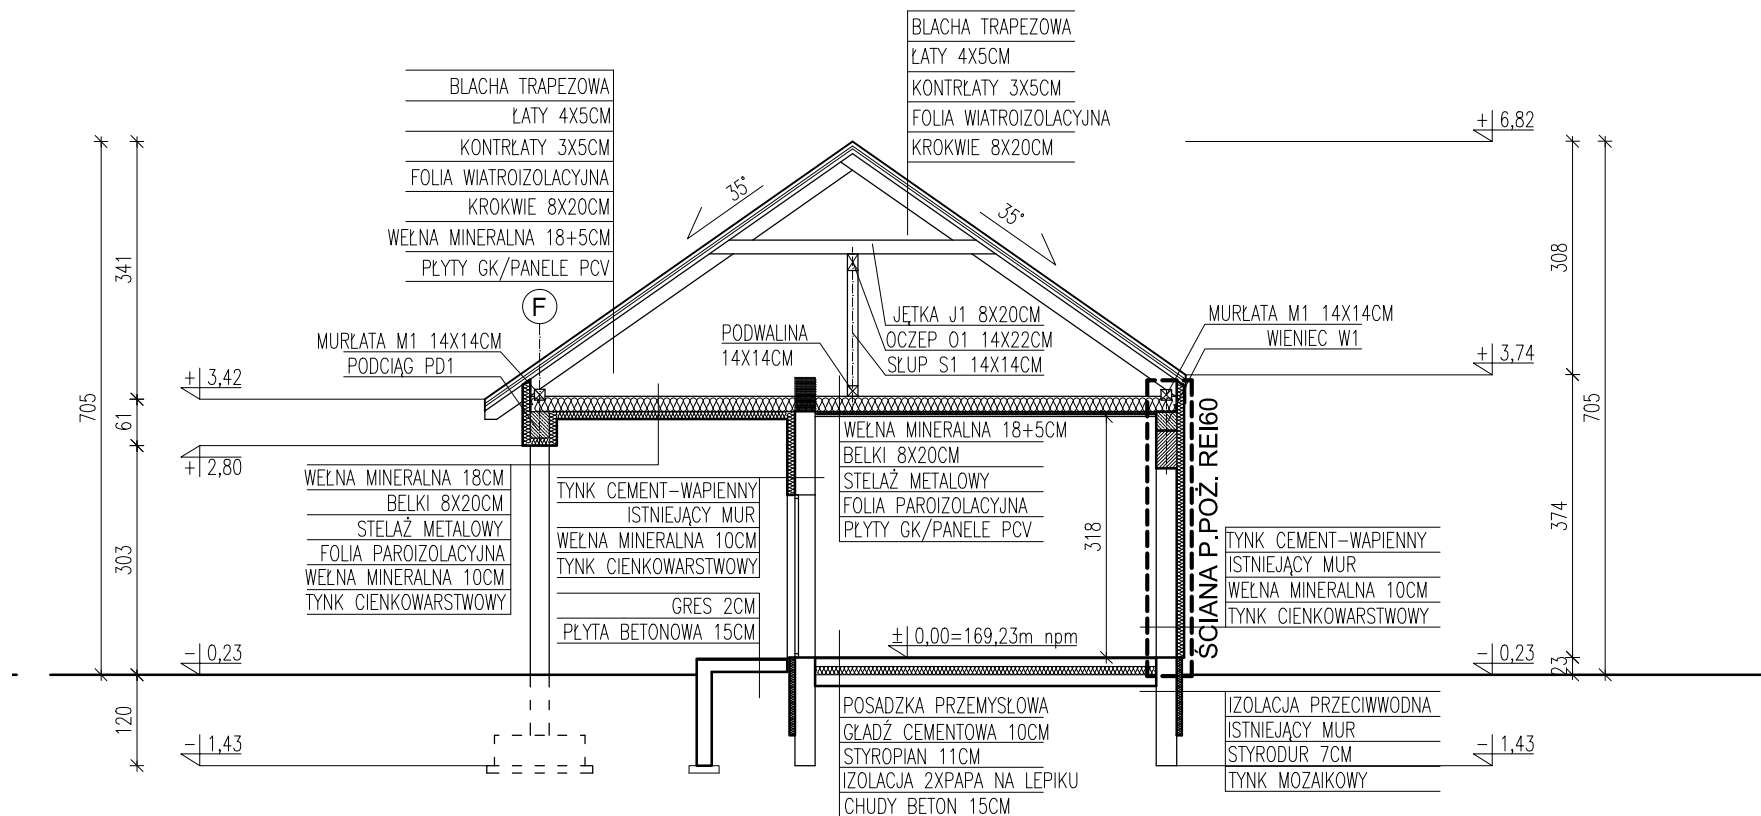 BLACHA TRAPEZOWA
ŁATY 4X5CM
KONTRŁATY 3X5CM
FOLIA WIATROIZOLACYJNA
KROKWIE 8X20CM
BLACHA TRAPEZOWA
ŁATY 4X5CM
KONTRŁATY 3X5CM
FOLIA WIATROIZOLACYJNA
KROKWIE 8X20CM
WEŁNA MINERALNA 18+5CM
PŁYTY GK/PANELE PCV
+ 6,82
35°
35°
341
308
705
705
F
MURŁATA M1 14X14CM
PODCIĄG PD1
PODWALINA
14X14CM
JĘTKA J1 8X20CM
OCZEP O1 14X22CM
SŁUP S1 14X14CM
MURŁATA M1 14X14CM
WIENIEC W1
+ 3,74
+ 3,42
61
+ 2,80
WEŁNA MINERALNA 18CM
BELKI 8X20CM
STELAŻ METALOWY
FOLIA PAROIZOLACYJNA
WEŁNA MINERALNA 10CM
TYNK CIENKOWARSTWOWY
TYNK CEMENT-WAPIENNY
ISTNIEJĄCY MUR
WEŁNA MINERALNA 10CM
TYNK CIENKOWARSTWOWY
GRES 2CM
PŁYTA BETONOWA 15CM
WEŁNA MINERALNA 18+5CM
BELKI 8X20CM
STELAŻ METALOWY
FOLIA PAROIZOLACYJNA
PŁYTY GK/PANELE PCV
318
ŚCIANA P.POŻ. REI60
TYNK CEMENT-WAPIENNY
ISTNIEJĄCY MUR
WEŁNA MINERALNA 10CM
TYNK CIENKOWARSTWOWY
303
374
± 0,00=169,23m npm
- 0,23
- 0,23
23
120
POSADZKA PRZEMYSŁOWA
GŁADŹ CEMENTOWA 10CM
STYROPIAN 11CM
IZOLACJA 2XPAPA NA LEPIKU
CHUDY BETON 15CM
IZOLACJA PRZECIWWODNA
ISTNIEJĄCY MUR
STYRODUR 7CM
TYNK MOZAIKOWY
- 1,43
- 1,43